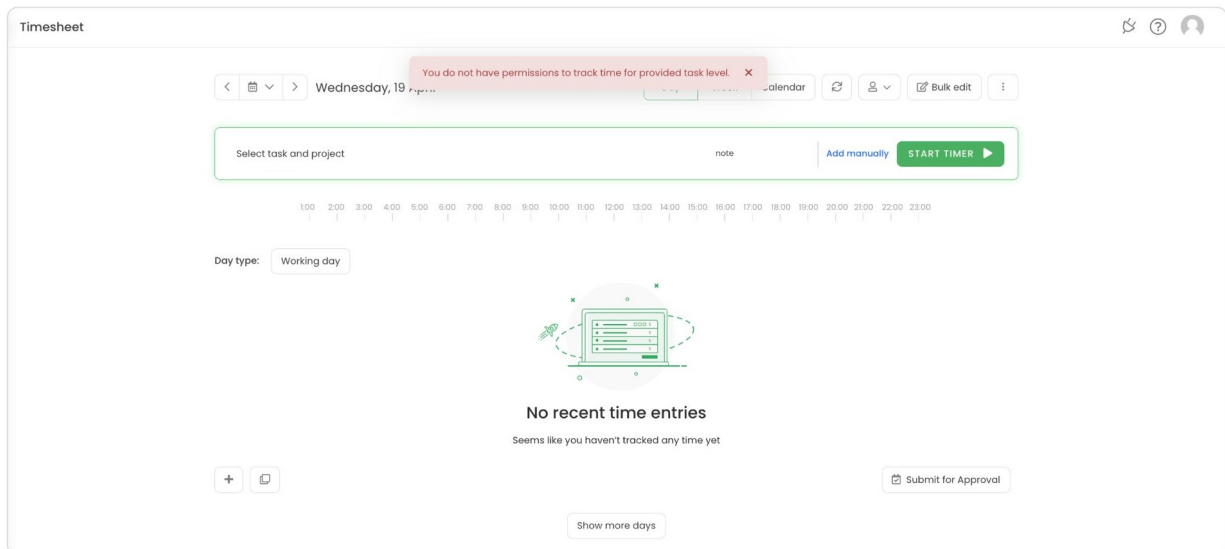 Timesheet
You do not have permissions to track time for provided task level.
Wednesday, 19 April
Calendar
Bulk edit
Select task and project
note
Add manually
START TIMER
1:00 2:00 3:00 4:00 5:00 6:00 7:00 8:00 9:00 10:00 11:00 12:00 13:00 14:00 15:00 16:00 17:00 18:00 19:00 20:00 21:00 22:00 23:00
Day type:
Working day
No recent time entries
Seems like you haven't tracked any time yet
Submit for Approval
Show more days